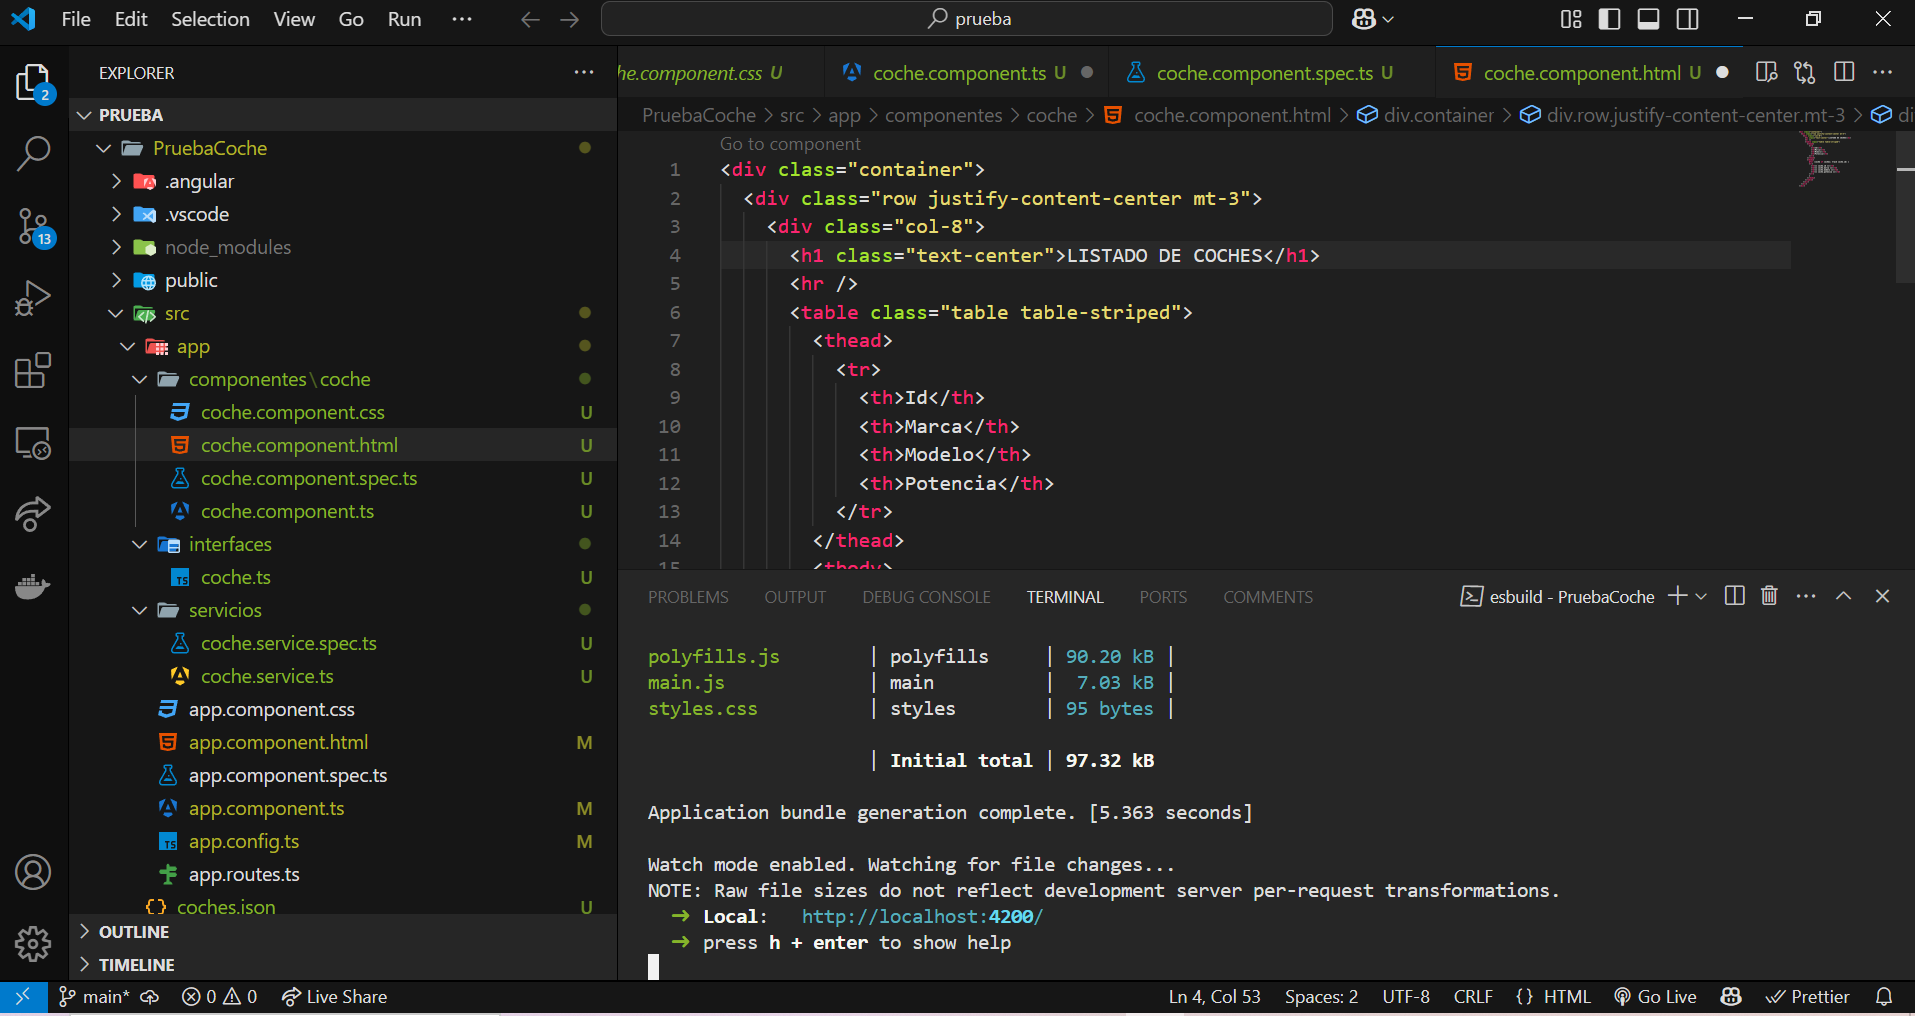 File Edit Selection View Go Run ···
prueba
EXPLORER
PRUEBA
PruebaCoche
.angular
.vscode
node_modules
public
src
app
componentes\coche
coche.component.css U
coche.component.html U
coche.component.spec.ts U
coche.component.ts U
interfaces
coche.ts U
servicios
coche.service.spec.ts U
coche.service.ts U
app.component.css
app.component.html M
app.component.spec.ts
app.component.ts M
app.config.ts M
app.routes.ts
coches.json U
OUTLINE
TIMELINE
2
13
he.component.css U
coche.component.ts U
coche.component.spec.ts U
coche.component.html U
PruebaCoche > src > app > componentes > coche > coche.component.html > div.container > div.row.justify-content-center.mt-3 > di
Go to component
1 <div class="container">
2 <div class="row justify-content-center mt-3">
3 <div class="col-8">
4 <h1 class="text-center">LISTADO DE COCHES</h1>
5 <hr />
6 <table class="table table-striped">
7 <thead>
8 <tr>
9 <th>Id</th>
10 <th>Marca</th>
11 <th>Modelo</th>
12 <th>Potencia</th>
13 </tr>
14 </thead>
15 <tbody>
PROBLEMS OUTPUT DEBUG CONSOLE TERMINAL PORTS COMMENTS
esbuild - PruebaCoche
polyfills.js | polyfills | 90.20 kB |
main.js | main | 7.03 kB |
styles.css | styles | 95 bytes |
| Initial total | 97.32 kB
Application bundle generation complete. [5.363 seconds]
Watch mode enabled. Watching for file changes...
NOTE: Raw file sizes do not reflect development server per-request transformations.
➜ Local: http://localhost:4200/
➜ press h + enter to show help
main* 0 0 Live Share
Ln 4, Col 53 Spaces: 2 UTF-8 CRLF {} HTML Go Live Prettier